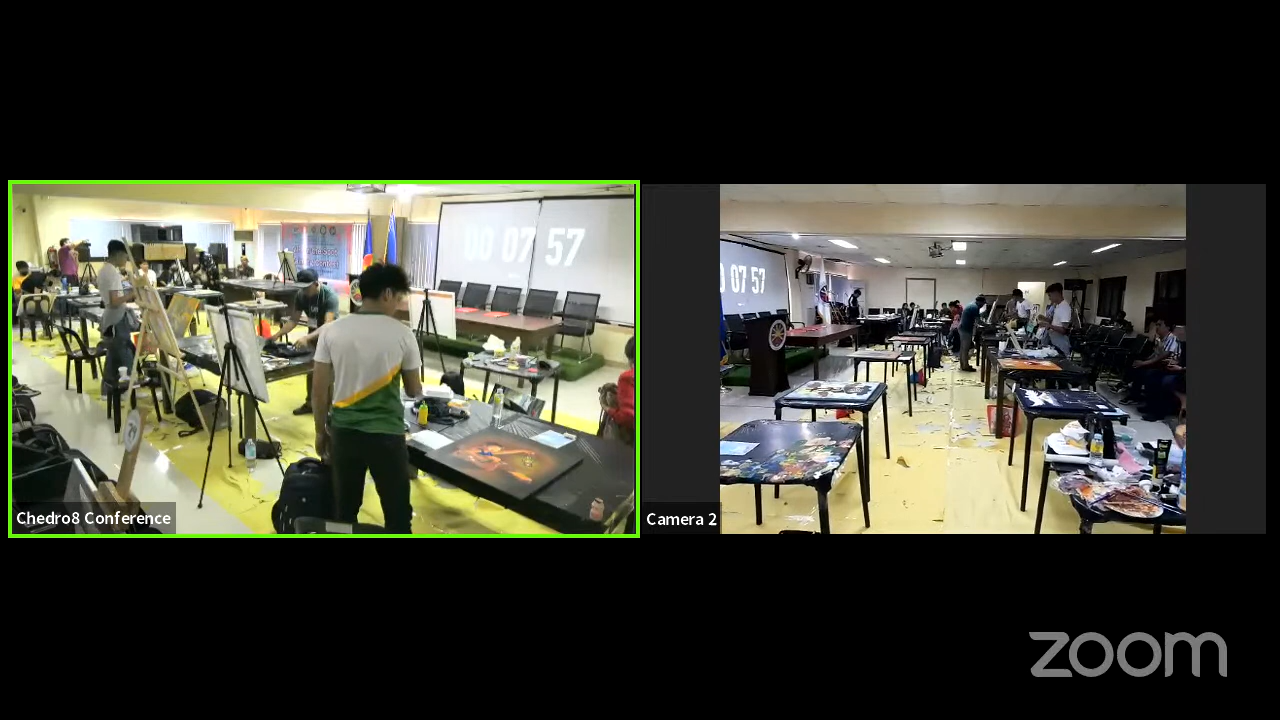 00 07 57
07 57
Chedro8 Conference
Camera 2
zoom